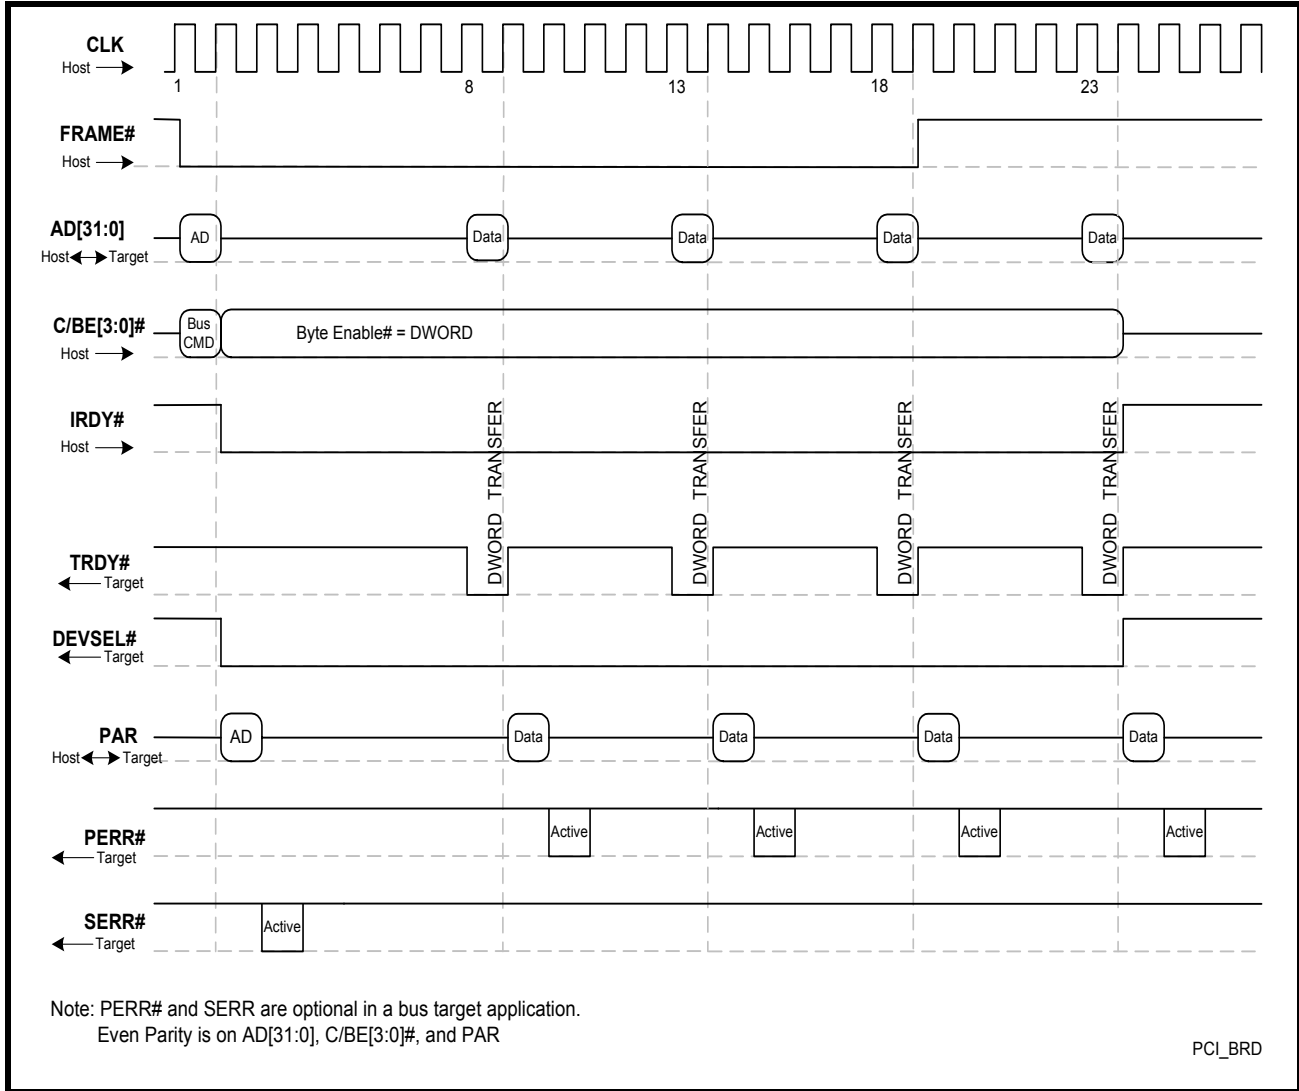 CLK
Host
1 8 13 18 23
FRAME#
Host
AD[31:0]
Host Target
AD Data Data Data Data
C/BE[3:0]#
Host
Bus
CMD
Byte Enable# = DWORD
IRDY#
Host
DWORD TRANSFER
DWORD TRANSFER
DWORD TRANSFER
DWORD TRANSFER
TRDY#
Target
DEVSEL#
Target
PAR
Host Target
AD Data Data Data Data
PERR#
Target
Active Active Active Active
SERR#
Target
Active
Note: PERR# and SERR are optional in a bus target application.
Even Parity is on AD[31:0], C/BE[3:0]#, and PAR
PCI_BRD